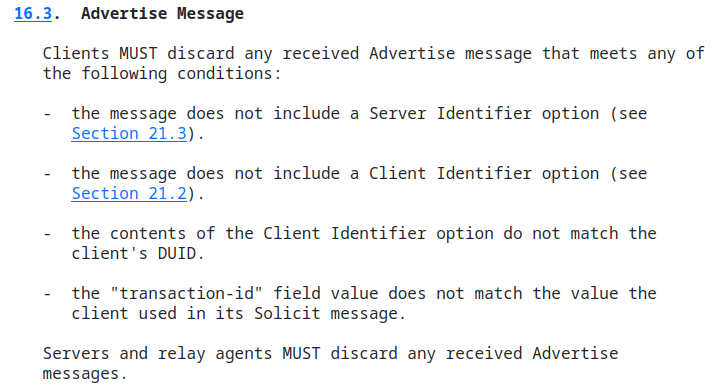 16.3. Advertise Message
Clients MUST discard any received Advertise message that meets any of
the following conditions:
- the message does not include a Server Identifier option (see
Section 21.3).
- the message does not include a Client Identifier option (see
Section 21.2).
- the contents of the Client Identifier option do not match the
client's DUID.
- the "transaction-id" field value does not match the value the
client used in its Solicit message.
Servers and relay agents MUST discard any received Advertise
messages.